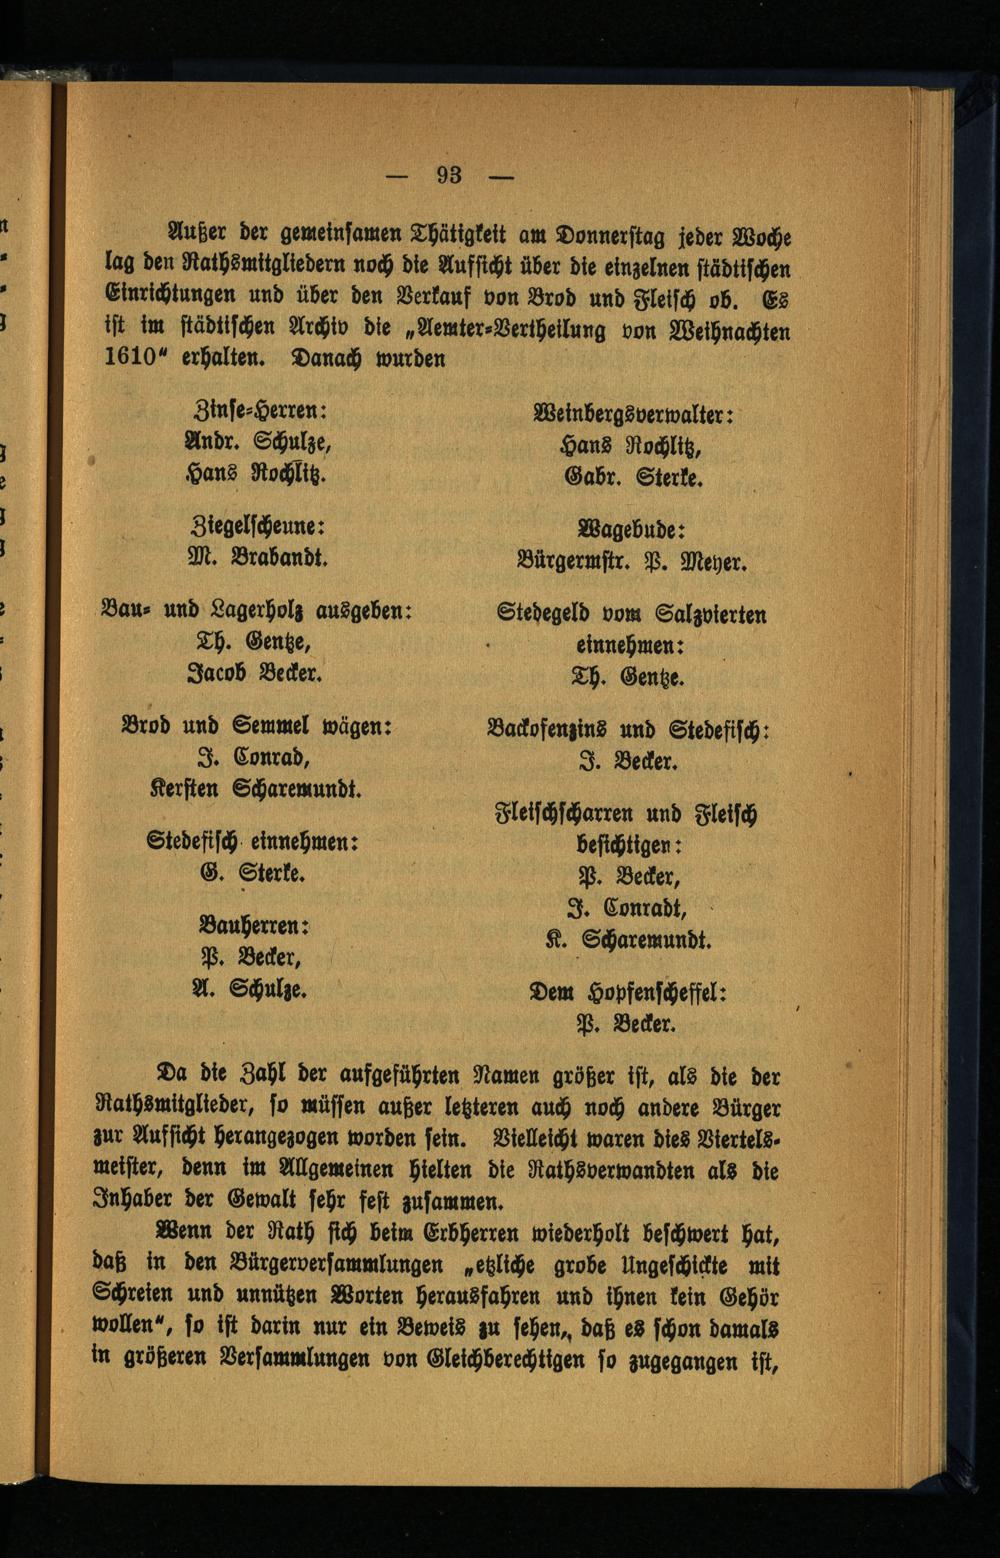 — 93 —
Außer der gemeinsamen Thätigkeit am Donnerstag jeder Woche
lag den Rathsmitgliedern noch die Aufsicht über die einzelnen städtischen
Einrichtungen und über den Verkauf von Brod und Fleisch ob. Es
ist im städtischen Archiv die „Aemter-Vertheilung von Weihnachten
1610“ erhalten. Danach wurden
Zinse-Herren:
Andr. Schulze,
Hans Rochlitz.
Ziegelscheune:
M. Brabandt.
Bau- und Lagerholz ausgeben:
Th. Gentze,
Jacob Becker.
Brod und Semmel wägen:
J. Conrad,
Kersten Scharemundt.
Stedefisch einnehmen:
G. Sterke.
Bauherren:
P. Becker,
A. Schulze.
Weinbergsverwalter:
Hans Rochlitz,
Gabr. Sterke.
Wagebude:
Bürgermstr. P. Meyer.
Stedegeld vom Salzvierten
einnehmen:
Th. Gentze.
Backofenzins und Stedefisch:
J. Becker.
Fleischscharren und Fleisch
besichtigen:
P. Becker,
J. Conradt,
K. Scharemundt.
Dem Hopfenscheffel:
P. Becker.
Da die Zahl der aufgeführten Namen größer ist, als die der
Rathsmitglieder, so müssen außer letzteren auch noch andere Bürger
zur Aufsicht herangezogen worden sein. Vielleicht waren dies Viertels-
meister, denn im Allgemeinen hielten die Rathsverwandten als die
Inhaber der Gewalt sehr fest zusammen.
Wenn der Rath sich beim Erbherren wiederholt beschwert hat,
daß in den Bürgerversammlungen „etzliche grobe Ungeschickte mit
Schreien und unnützen Worten herausfahren und ihnen kein Gehör
wollen“, so ist darin nur ein Beweis zu sehen, daß es schon damals
in größeren Versammlungen von Gleichberechtigen so zugegangen ist,